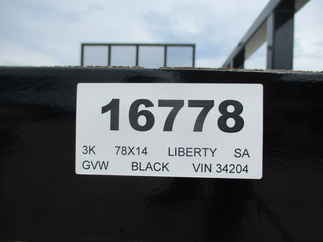 16778
3K 78X14 LIBERTY SA
GVW BLACK VIN 34204